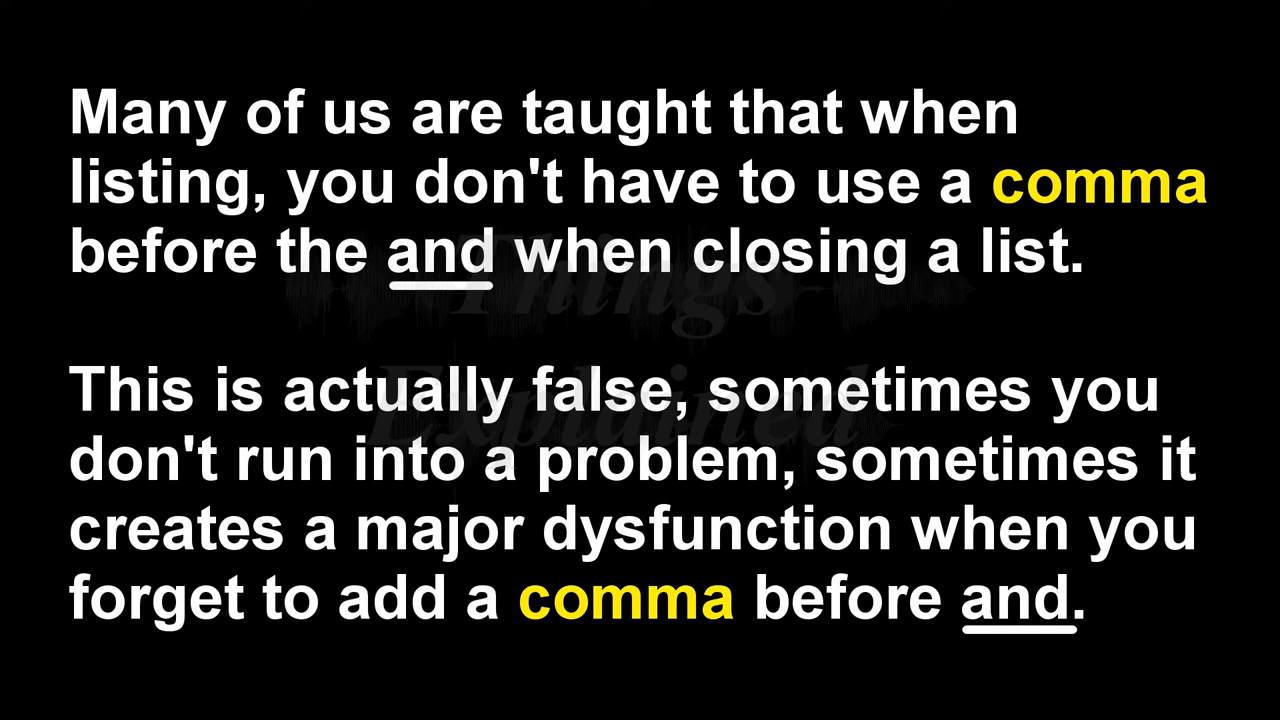 Many of us are taught that when
listing, you don't have to use a comma
before the and when closing a list.
Things
This is actually false, sometimes you
Explained
don't run into a problem, sometimes it
creates a major dysfunction when you
forget to add a comma before and.